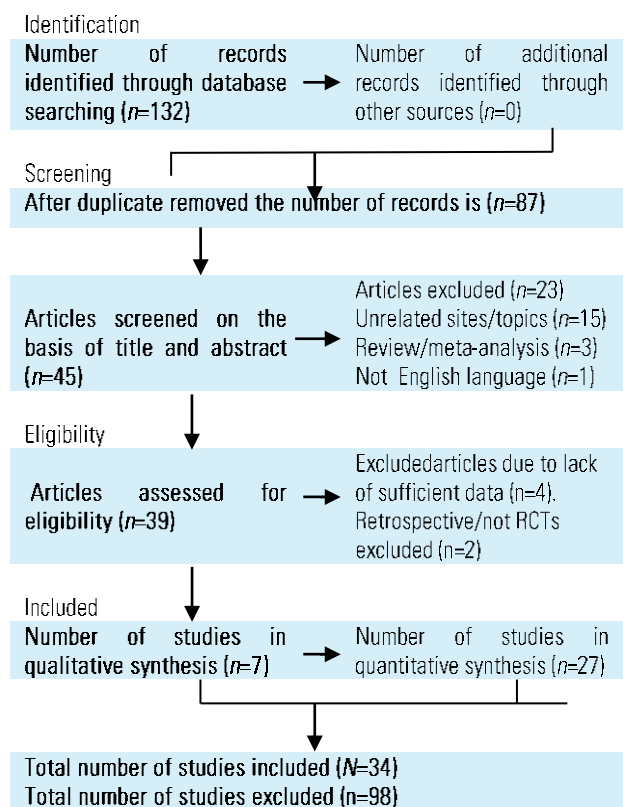 Identification
Number of records
identified through database
searching (n=132)
Number of additional
records identified through
other sources (n=0)
Screening
After duplicate removed the number of records is (n=87)
Articles screened on the
basis of title and abstract
(n=45)
Articles excluded (n=23)
Unrelated sites/topics (n=15)
Review/meta-analysis (n=3)
Not English language (n=1)
Eligibility
Articles assessed for
eligibility (n=39)
Excludedarticles due to lack
of sufficient data (n=4).
Retrospective/not RCTs
excluded (n=2)
Included
Number of studies in
qualitative synthesis (n=7)
Number of studies in
quantitative synthesis (n=27)
Total number of studies included (N=34)
Total number of studies excluded (n=98)